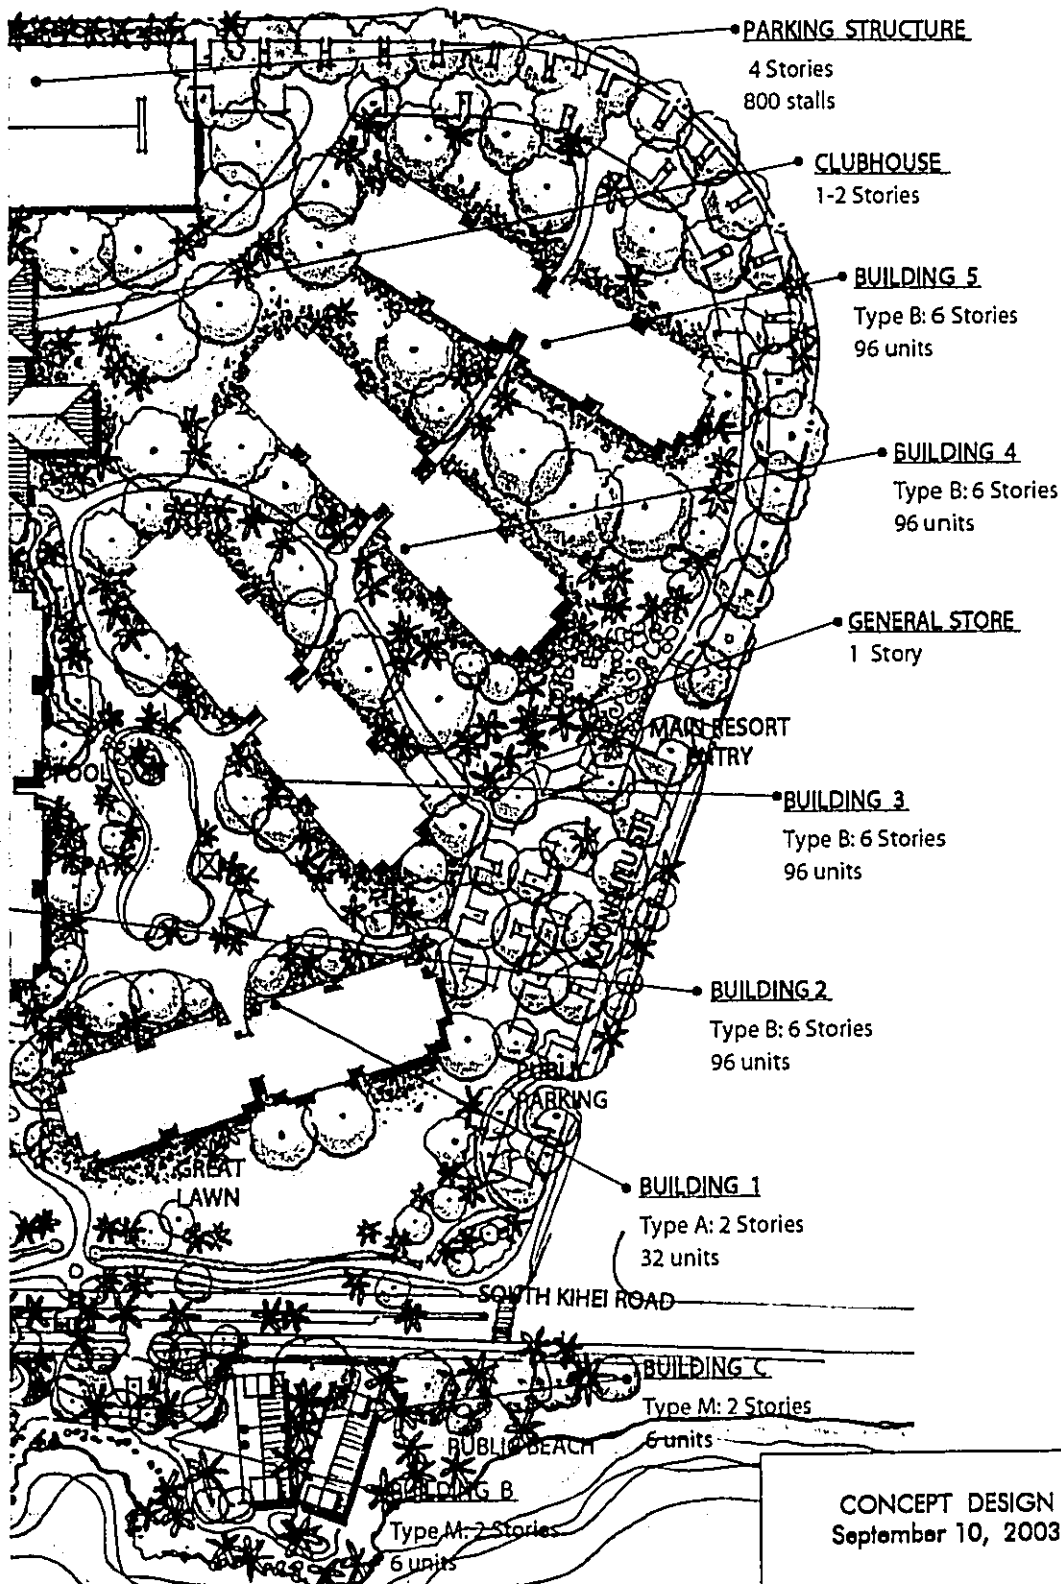 PARKING STRUCTURE
4 Stories
800 stalls
CLUBHOUSE
1-2 Stories
BUILDING 5
Type B: 6 Stories
96 units
BUILDING 4
Type B: 6 Stories
96 units
GENERAL STORE
1 Story
MAIN RESORT
ENTRY
POOL
BUILDING 3
Type B: 6 Stories
96 units
BUILDING 2
Type B: 6 Stories
96 units
PUBLIC
PARKING
GREAT
LAWN
BUILDING 1
Type A: 2 Stories
32 units
SOUTH KIHEI ROAD
BUILDING C
Type M: 2 Stories
6 units
PUBLIC BEACH
BUILDING B
Type M: 2 Stories
6 units
CONCEPT DESIGN
September 10, 2003